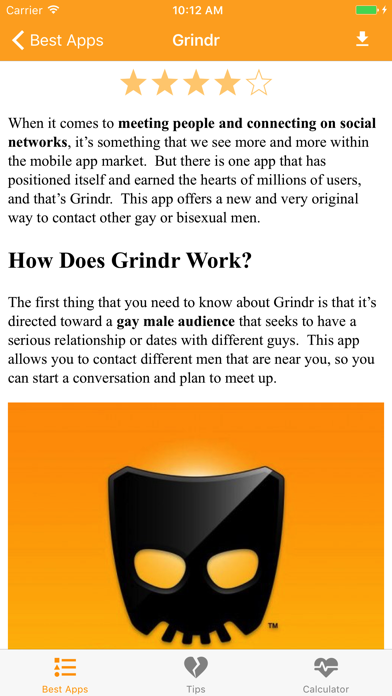 Carrier 10:12 AM
Best Apps Grindr
When it comes to meeting people and connecting on social
networks, it's something that we see more and more within
the mobile app market.  But there is one app that has
positioned itself and earned the hearts of millions of users,
and that's Grindr.  This app offers a new and very original
way to contact other gay or bisexual men.
How Does Grindr Work?
The first thing that you need to know about Grindr is that it's
directed toward a gay male audience that seeks to have a
serious relationship or dates with different guys.  This app
allows you to contact different men that are near you, so you
can start a conversation and plan to meet up.
TM
Best Apps Tips Calculator